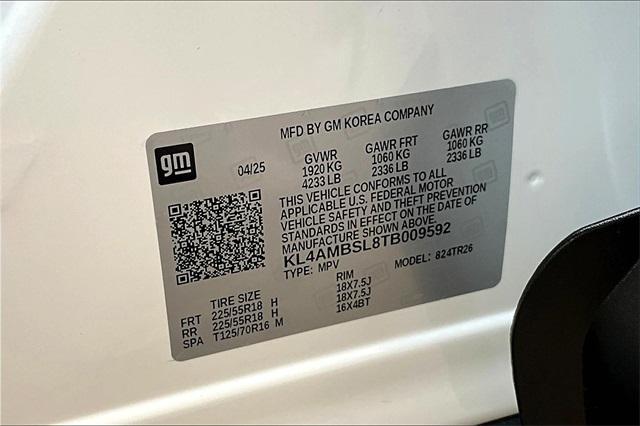 MFD BY GM KOREA COMPANY
gm
04/25
GVWR GAWR FRT GAWR RR
1920 KG 1060 KG 1060 KG
4233 LB 2336 LB 2336 LB
THIS VEHICLE CONFORMS TO ALL
APPLICABLE U.S. FEDERAL MOTOR
VEHICLE SAFETY AND THEFT PREVENTION
STANDARDS IN EFFECT ON THE DATE OF
MANUFACTURE SHOWN ABOVE
KL4AMBSL8TB009592
TYPE: MPV MODEL: 824TR26
TIRE SIZE RIM
FRT 225/55R18 H 18X7.5J
RR 225/55R18 H 18X7.5J
SPA T125/70R16 M 16X4BT